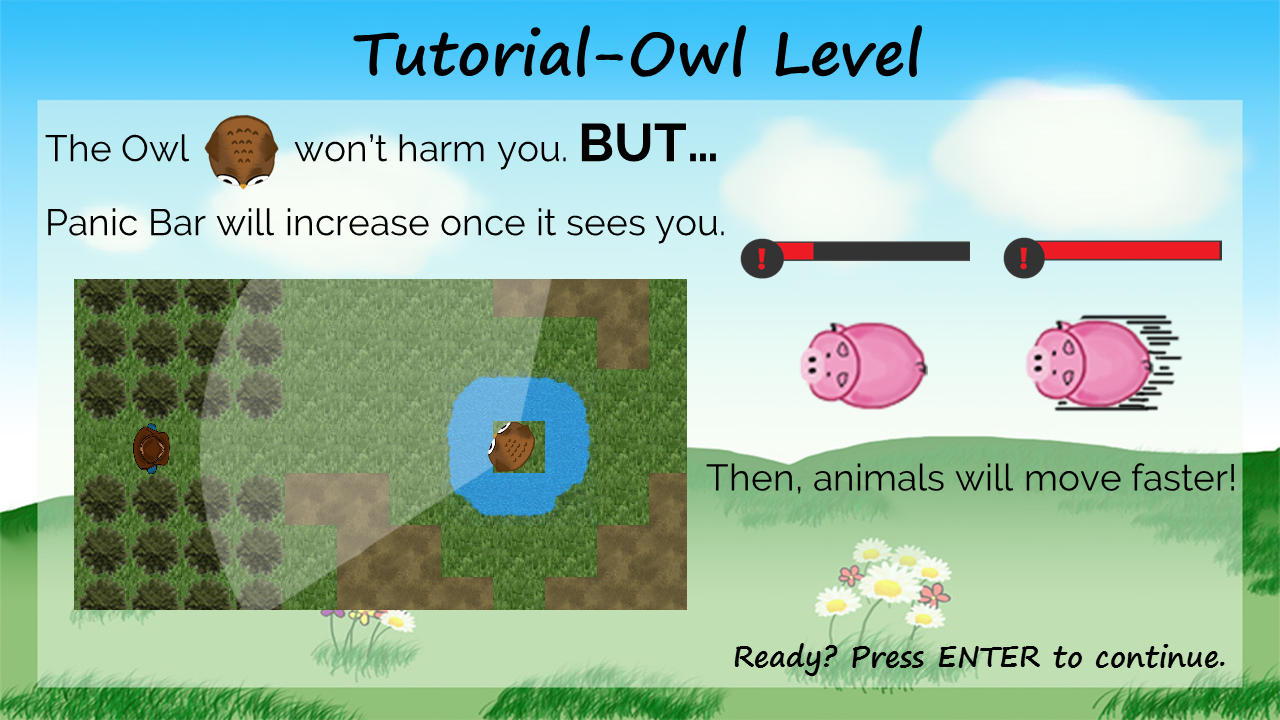 Tutorial-Owl Level
The Owl won't harm you. BUT...
Panic Bar will increase once it sees you.
! !
Then, animals will move faster!
Ready? Press ENTER to continue.